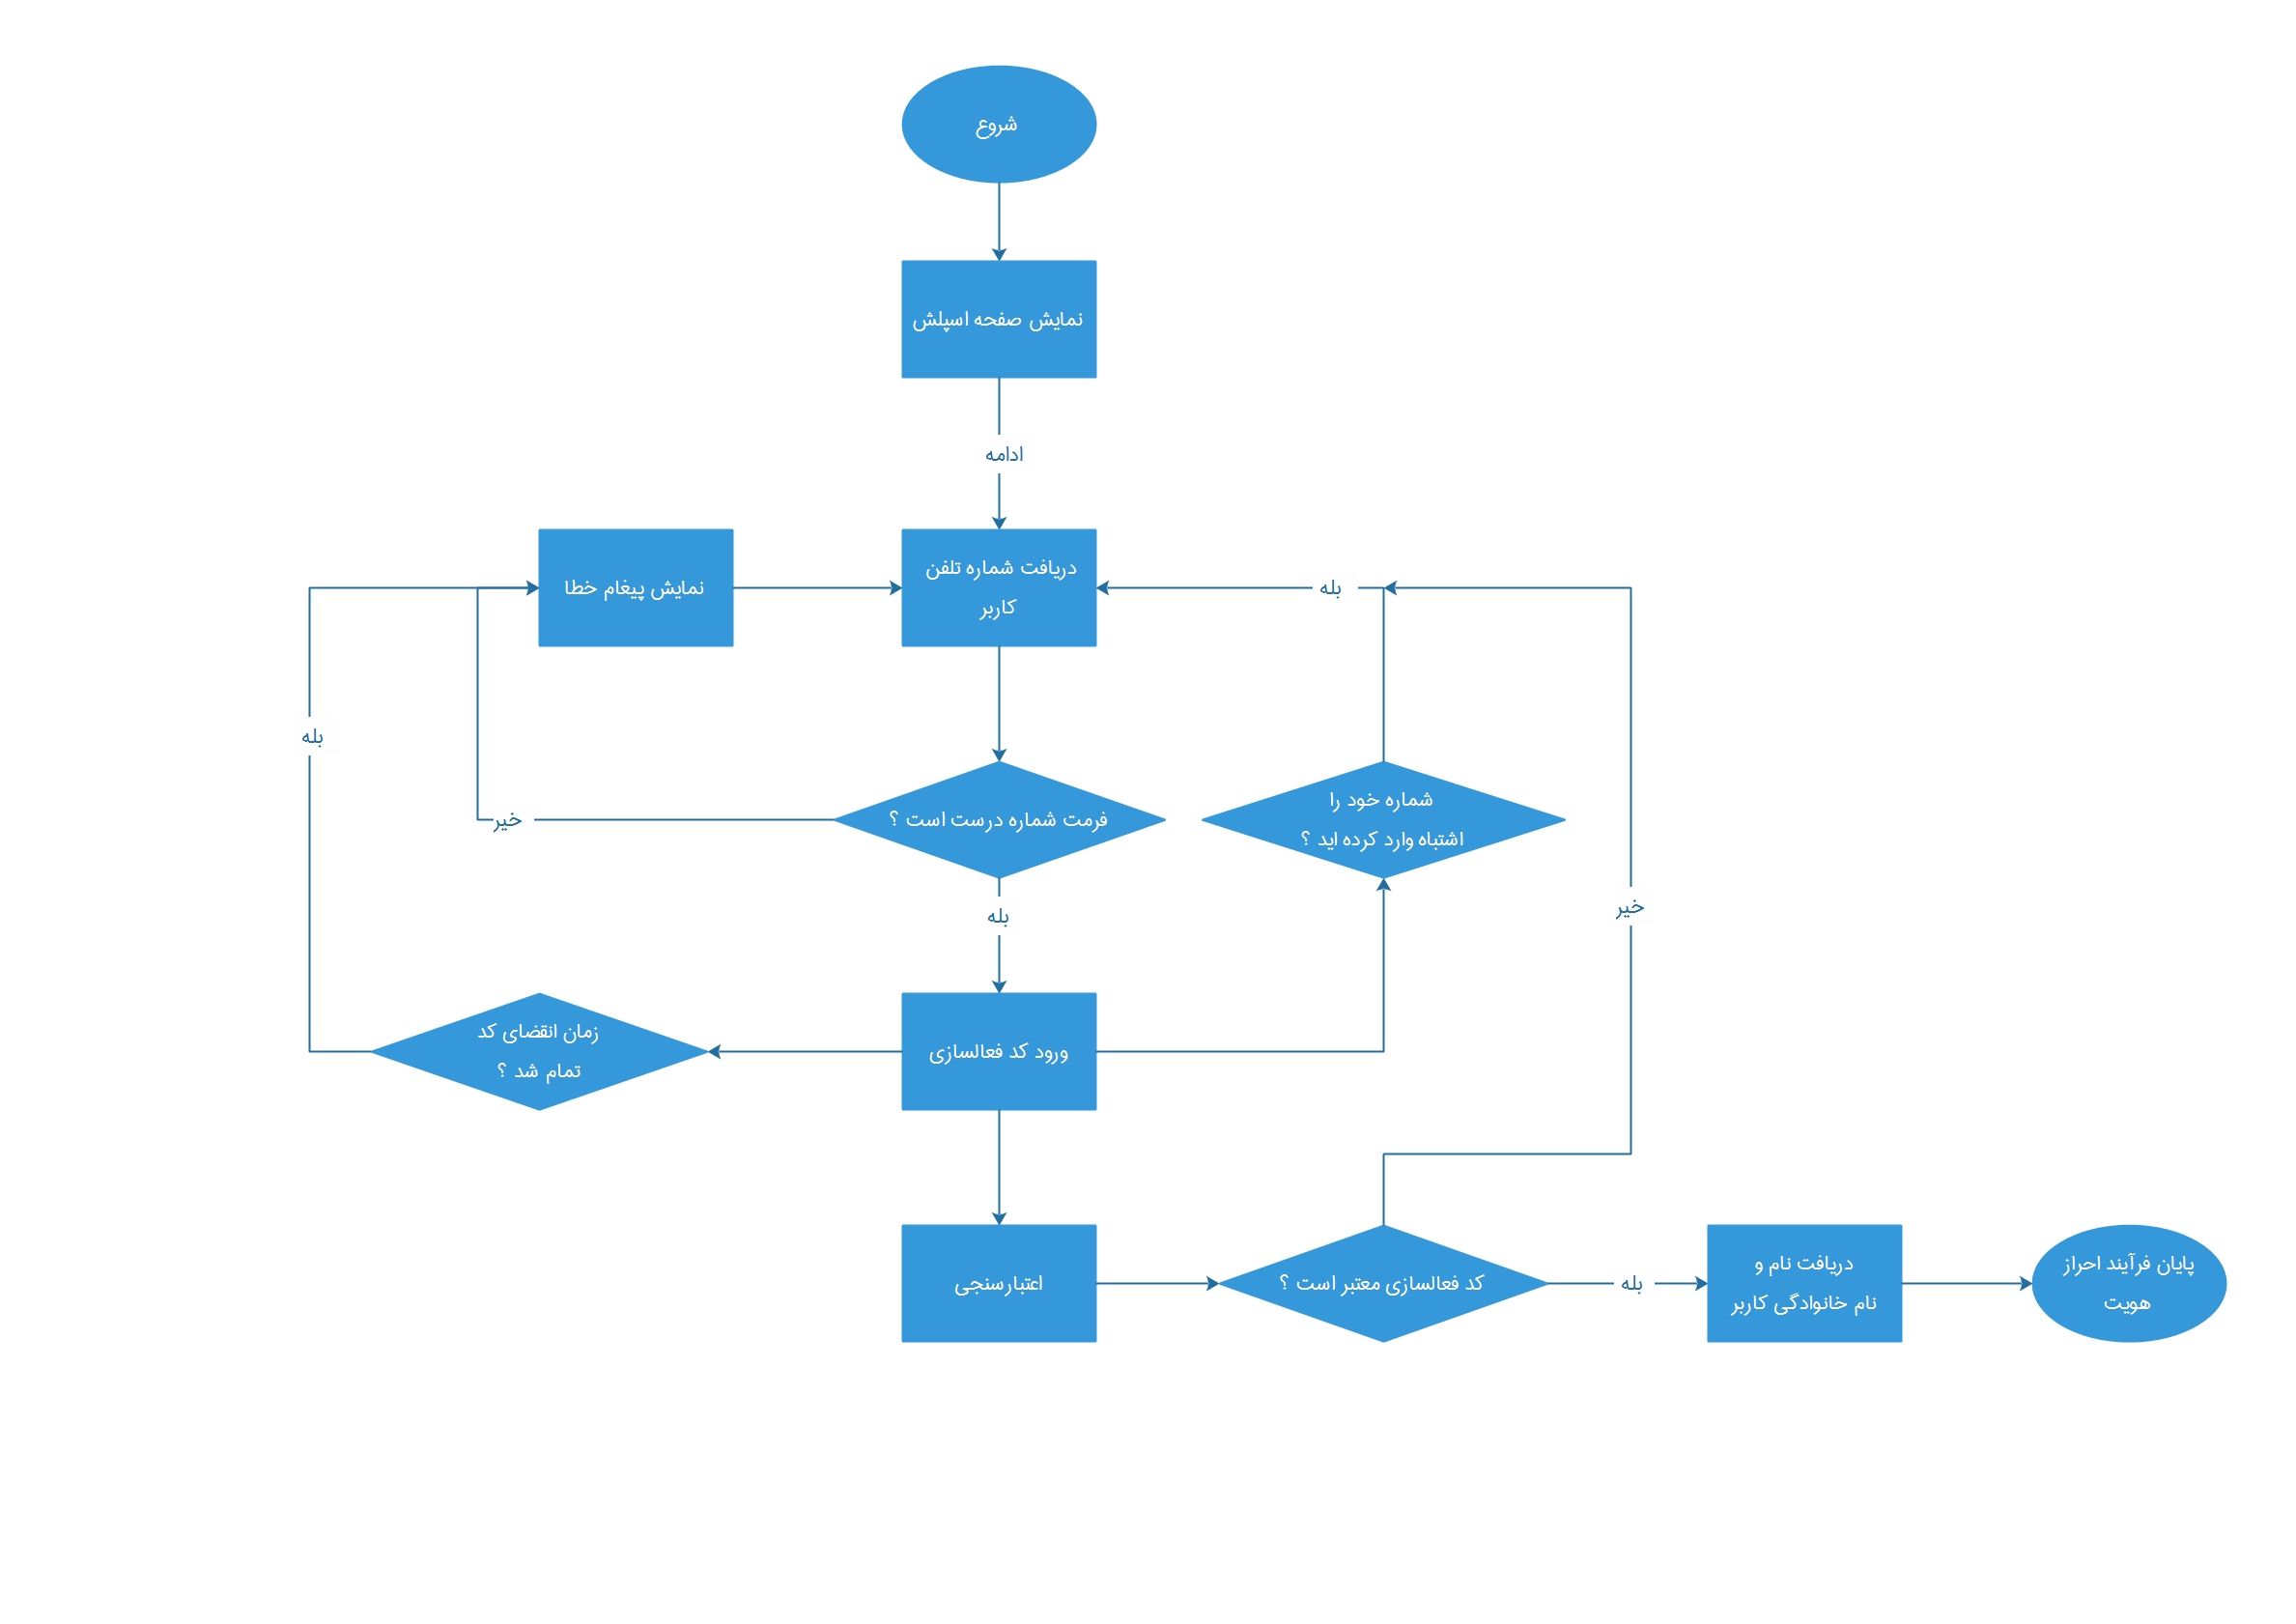 شروع
نمایش صفحه اسپلش
ادامه
نمایش پیغام خطا
دریافت شماره تلفن
کاربر
بله
بله
خیر
فرمت شماره درست است ؟
شماره خود را
اشتباه وارد کرده اید ؟
بله
خیر
زمان انقضای کد
تمام شد ؟
ورود کد فعالسازی
اعتبارسنجی
کد فعالسازی معتبر است ؟
بله
دریافت نام و
نام خانوادگی کاربر
پایان فرآیند احراز
هویت